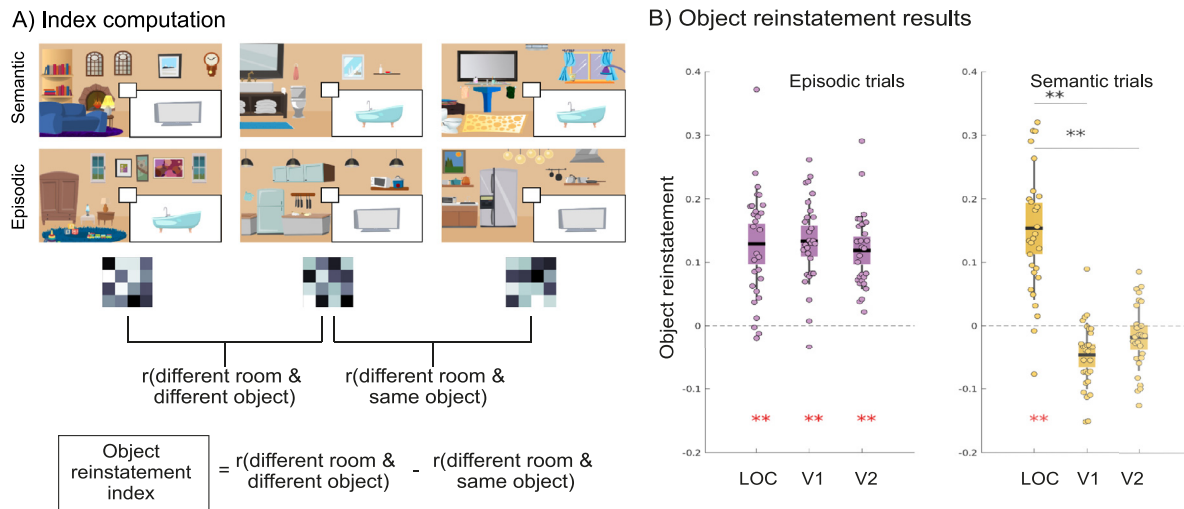 A) Index computation
Semantic
Episodic
r(different room &
different object)
r(different room &
same object)
Object
reinstatement
index
=
r(different room &
different object)
-
r(different room &
same object)
B) Object reinstatement results
Object reinstatement
Episodic trials
0.4
0.3
0.2
0.1
0
-0.1
-0.2
** ** **
LOC V1 V2
Semantic trials
0.4
0.3
0.2
0.1
0
-0.1
-0.2
**
**
**
LOC V1 V2